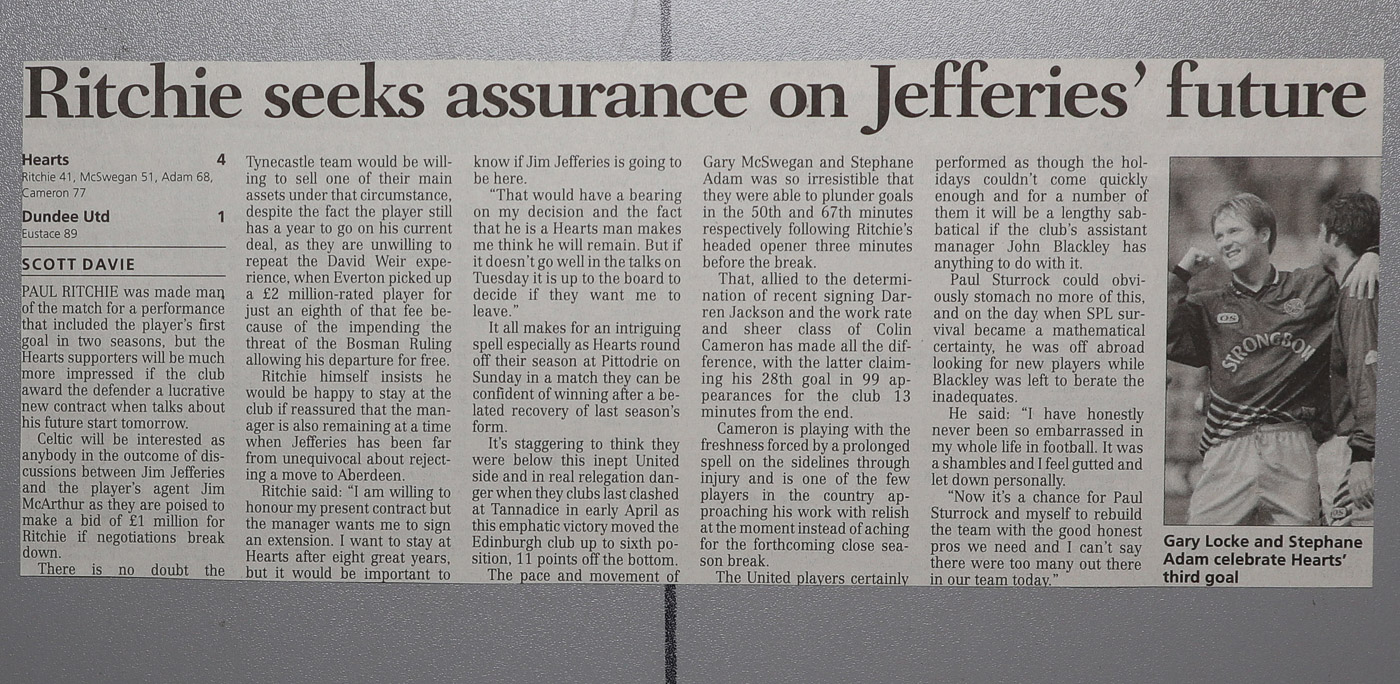 Ritchie seeks assurance on Jefferies' future
Hearts 4
Ritchie 41, McSwegan 51, Adam 68,
Cameron 77
Dundee Utd 1
Eustace 89
SCOTT DAVIE
PAUL RITCHIE was made man
of the match for a performance
that included the player's first
goal in two seasons, but the
Hearts supporters will be much
more impressed if the club
award the defender a lucrative
new contract when talks about
his future start tomorrow.
Celtic will be interested as
anybody in the outcome of dis-
cussions between Jim Jefferies
and the player's agent Jim
McArthur as they are poised to
make a bid of £1 million for
Ritchie if negotiations break
down.
There is no doubt the
Tynecastle team would be will-
ing to sell one of their main
assets under that circumstance,
despite the fact the player still
has a year to go on his current
deal, as they are unwilling to
repeat the David Weir expe-
rience, when Everton picked up
a £2 million-rated player for
just an eighth of that fee be-
cause of the impending the
threat of the Bosman Ruling
allowing his departure for free.
Ritchie himself insists he
would be happy to stay at the
club if reassured that the man-
ager is also remaining at a time
when Jefferies has been far
from unequivocal about reject-
ing a move to Aberdeen.
Ritchie said: "I am willing to
honour my present contract but
the manager wants me to sign
an extension. I want to stay at
Hearts after eight great years,
but it would be important to
know if Jim Jefferies is going to
be here.
"That would have a bearing
on my decision and the fact
that he is a Hearts man makes
me think he will remain. But if
it doesn't go well in the talks on
Tuesday it is up to the board to
decide if they want me to
leave."
It all makes for an intriguing
spell especially as Hearts round
off their season at Pittodrie on
Sunday in a match they can be
confident of winning after a be-
lated recovery of last season's
form.
It's staggering to think they
were below this inept United
side and in real relegation dan-
ger when they clubs last clashed
at Tannadice in early April as
this emphatic victory moved the
Edinburgh club up to sixth po-
sition, 11 points off the bottom.
The pace and movement of
Gary McSwegan and Stephane
Adam was so irresistible that
they were able to plunder goals
in the 50th and 67th minutes
respectively following Ritchie's
headed opener three minutes
before the break.
That, allied to the determi-
nation of recent signing Dar-
ren Jackson and the work rate
and sheer class of Colin
Cameron has made all the dif-
ference, with the latter claim-
ing his 28th goal in 99 ap-
pearances for the club 13
minutes from the end.
Cameron is playing with the
freshness forced by a prolonged
spell on the sidelines through
injury and is one of the few
players in the country ap-
proaching his work with relish
at the moment instead of aching
for the forthcoming close sea-
son break.
The United players certainly
performed as though the hol-
idays couldn't come quickly
enough and for a number of
them it will be a lengthy sab-
batical if the club's assistant
manager John Blackley has
anything to do with it.
Paul Sturrock could obvi-
ously stomach no more of this,
and on the day when SPL sur-
vival became a mathematical
certainty, he was off abroad
looking for new players while
Blackley was left to berate the
inadequates.
He said: "I have honestly
never been so embarrassed in
my whole life in football. It was
a shambles and I feel gutted and
let down personally.
"Now it's a chance for Paul
Sturrock and myself to rebuild
the team with the good honest
pros we need and I can't say
there were too many out there
in our team today."
OS
STRONGBOW
OS
Gary Locke and Stephane
Adam celebrate Hearts'
third goal